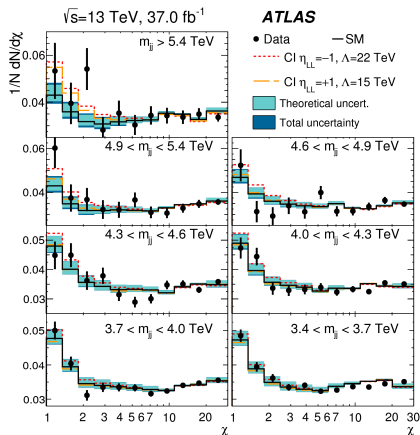 √s=13 TeV, 37.0 fb⁻¹
ATLAS
1/N dN/dχ
m_jj > 5.4 TeV
Data
SM
CI η_LL=−1, Λ=22 TeV
CI η_LL=+1, Λ=15 TeV
Theoretical uncert.
Total uncertainty
0.06
0.04
4.9 < m_jj < 5.4 TeV
4.6 < m_jj < 4.9 TeV
0.06
0.04
4.3 < m_jj < 4.6 TeV
4.0 < m_jj < 4.3 TeV
0.05
0.04
0.03
3.7 < m_jj < 4.0 TeV
3.4 < m_jj < 3.7 TeV
0.05
0.04
0.03
1 2 3 4 5 6 7 10 20 1 2 3 4 5 6 7 10 20 30
χ χ